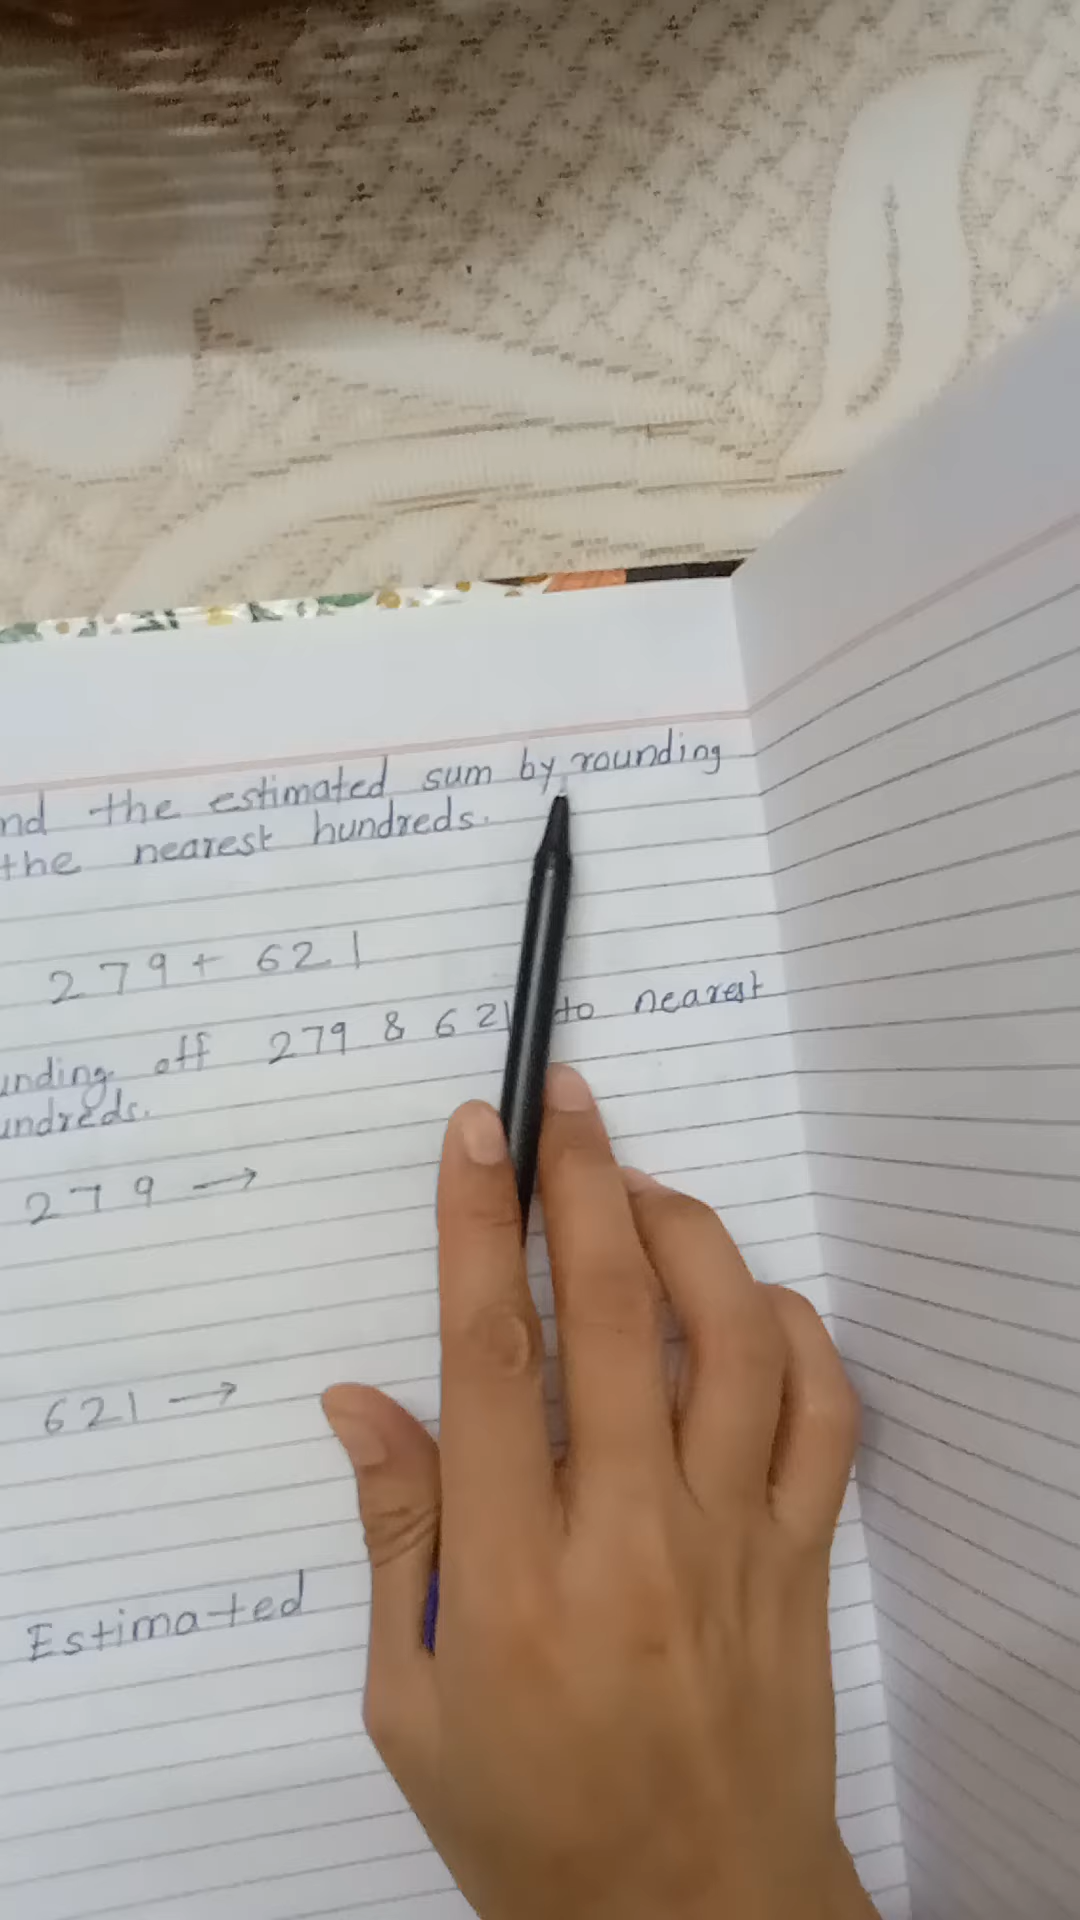 nd the estimated sum by rounding
the nearest hundreds.
279 + 621
unding off 279 & 621 to nearest
undreds.
279 →
621 →
Estimated